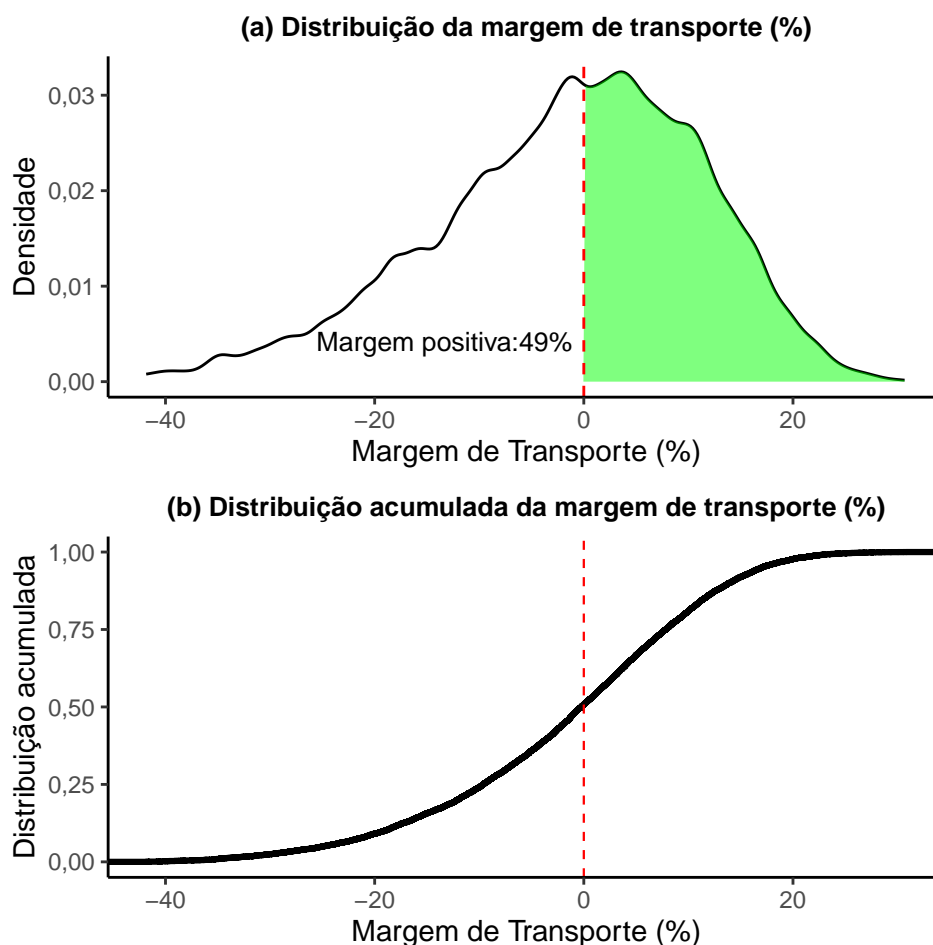 (a) Distribuição da margem de transporte (%)
0,03
0,02
0,01
0,00
Densidade
Margem positiva:49%
−40 −20 0 20
Margem de Transporte (%)
(b) Distribuição acumulada da margem de transporte (%)
1,00
0,75
0,50
0,25
0,00
Distribuição acumulada
−40 −20 0 20
Margem de Transporte (%)